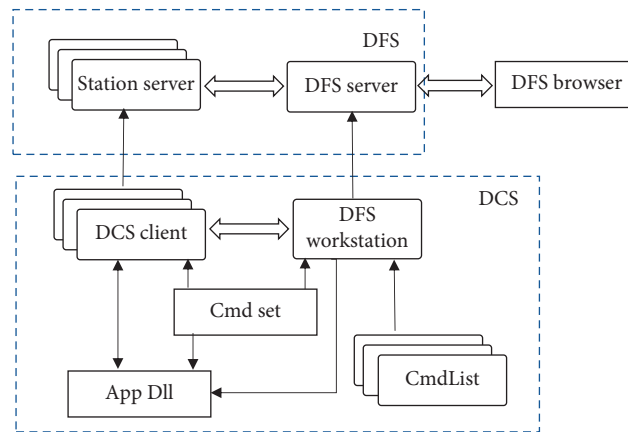 DFS
Station server
DFS server
DFS browser
DCS
DCS client
DFS
workstation
Cmd set
App Dll
CmdList